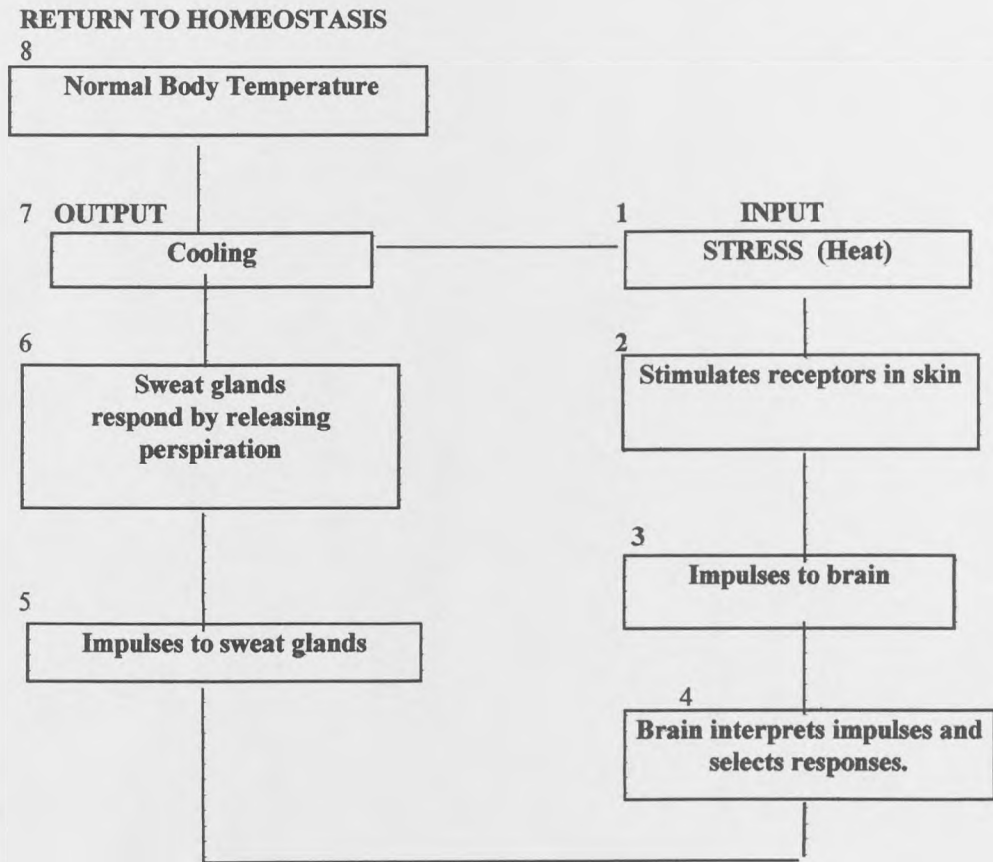 RETURN TO HOMEOSTASIS
8
Normal Body Temperature
7 OUTPUT
Cooling
1 INPUT
STRESS (Heat)
6
Sweat glands
respond by releasing
perspiration
2
Stimulates receptors in skin
3
Impulses to brain
5
Impulses to sweat glands
4
Brain interprets impulses and
selects responses.